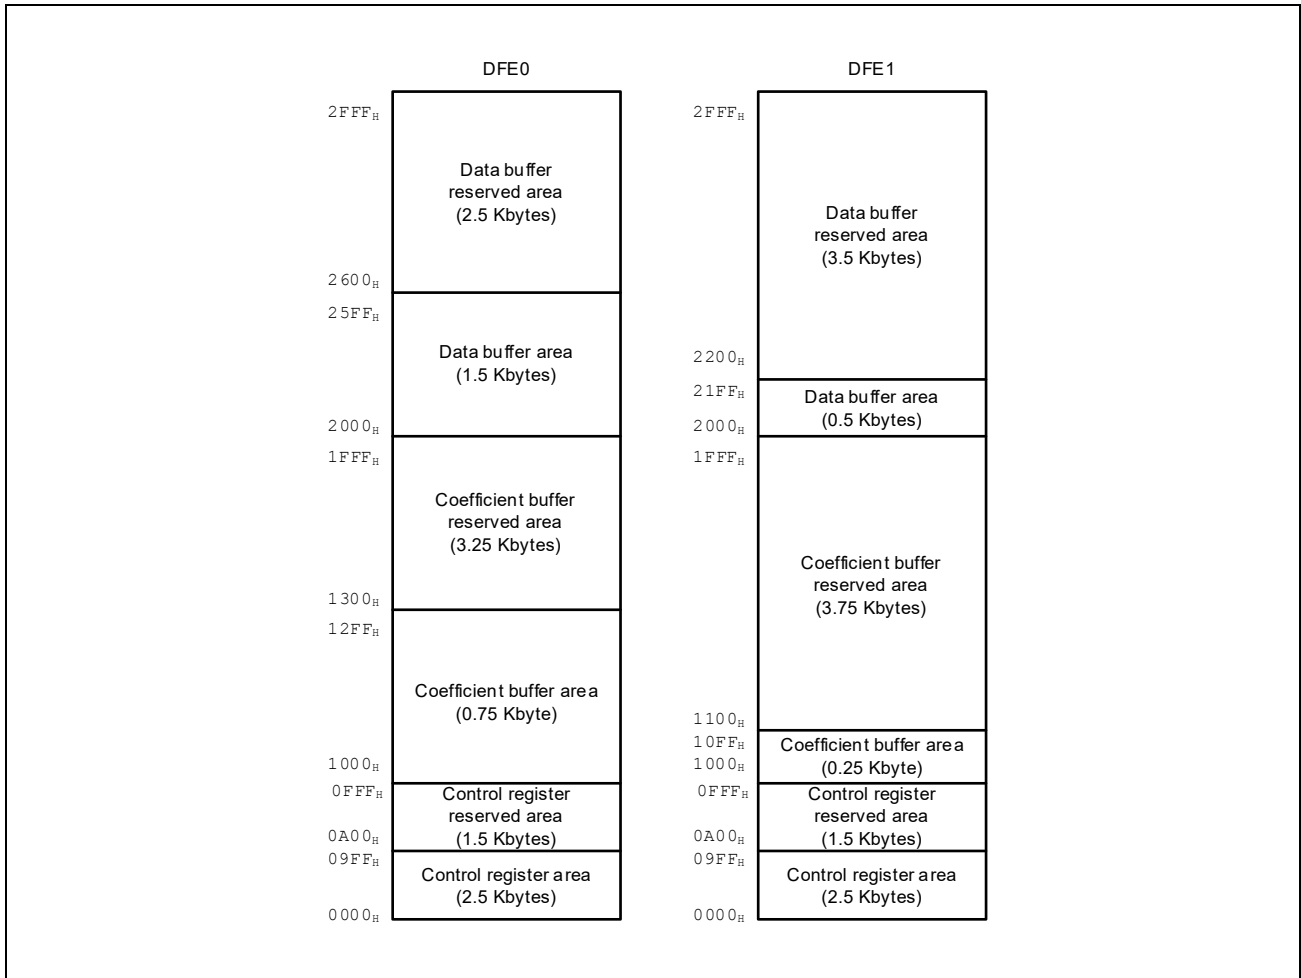 DFE0
2FFFH
Data buffer
reserved area
(2.5 Kbytes)
2600H
25FFH
Data buffer area
(1.5 Kbytes)
2000H
1FFFH
Coefficient buffer
reserved area
(3.25 Kbytes)
1300H
12FFH
Coefficient buffer area
(0.75 Kbyte)
1000H
0FFFH
Control register
reserved area
(1.5 Kbytes)
0A00H
09FFH
Control register area
(2.5 Kbytes)
0000H
DFE1
2FFFH
Data buffer
reserved area
(3.5 Kbytes)
2200H
21FFH
Data buffer area
(0.5 Kbytes)
2000H
1FFFH
Coefficient buffer
reserved area
(3.75 Kbytes)
1100H
10FFH
Coefficient buffer area
(0.25 Kbyte)
1000H
0FFFH
Control register
reserved area
(1.5 Kbytes)
0A00H
09FFH
Control register area
(2.5 Kbytes)
0000H